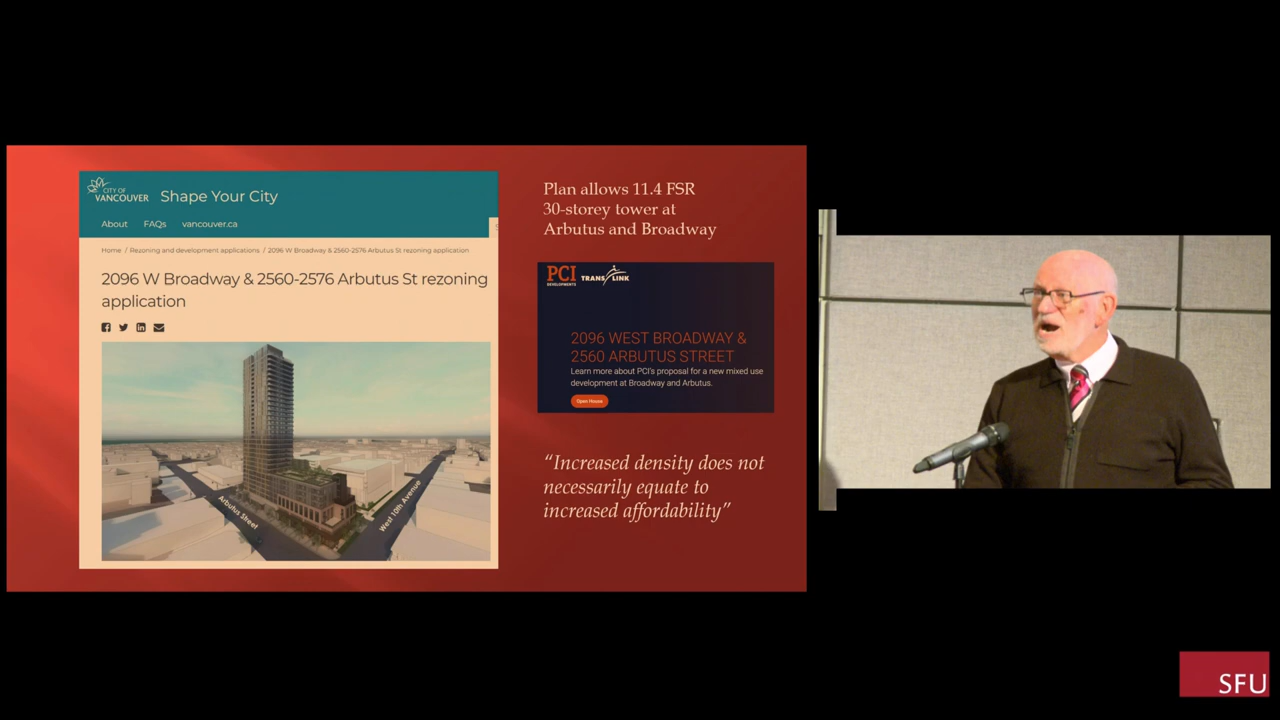 CITY OF
VANCOUVER
Shape Your City
About FAQs vancouver.ca
Home / Rezoning and development applications / 2096 W Broadway & 2560-2576 Arbutus St rezoning application
2096 W Broadway & 2560-2576 Arbutus St rezoning
application
Arbutus Street
West 10th Avenue
Plan allows 11.4 FSR
30-storey tower at
Arbutus and Broadway
PCI
DEVELOPMENTS
TRANS LINK
2096 WEST BROADWAY &
2560 ARBUTUS STREET
Learn more about PCI's proposal for a new mixed use
development at Broadway and Arbutus.
Open House
“Increased density does not
necessarily equate to
increased affordability”
SFU